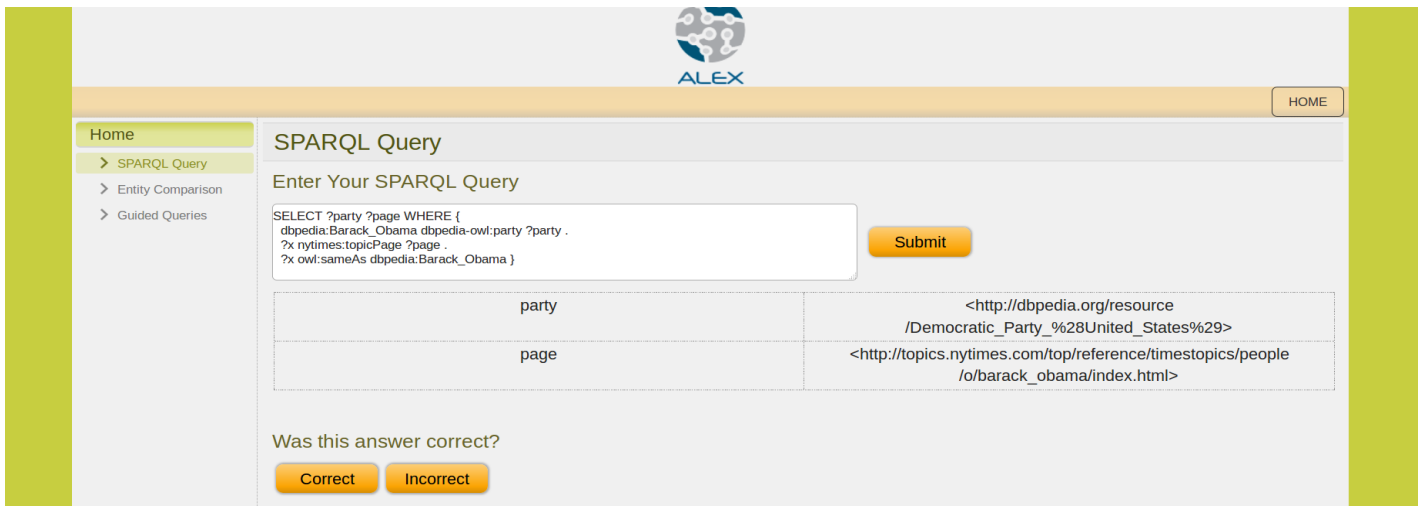 ALEX
HOME
Home
SPARQL Query
Entity Comparison
Guided Queries
SPARQL Query
Enter Your SPARQL Query
SELECT ?party ?page WHERE {
dbpedia:Barack_Obama dbpedia-owl:party ?party .
?x nytimes:topicPage ?page .
?x owl:sameAs dbpedia:Barack_Obama }
Submit
party
<http://dbpedia.org/resource
/Democratic_Party_%28United_States%29>
page
<http://topics.nytimes.com/top/reference/timestopics/people
/o/barack_obama/index.html>
Was this answer correct?
Correct
Incorrect